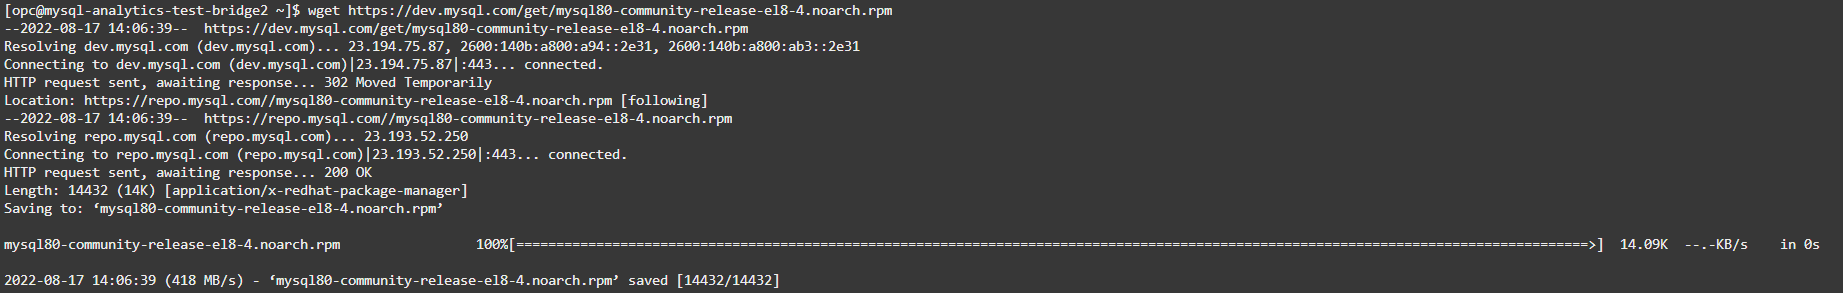 [opc@mysql-analytics-test-bridge2 ~]$ wget https://dev.mysql.com/get/mysql80-community-release-el8-4.noarch.rpm
--2022-08-17 14:06:39--  https://dev.mysql.com/get/mysql80-community-release-el8-4.noarch.rpm
Resolving dev.mysql.com (dev.mysql.com)... 23.194.75.87, 2600:140b:a800:a94::2e31, 2600:140b:a800:ab3::2e31
Connecting to dev.mysql.com (dev.mysql.com)|23.194.75.87|:443... connected.
HTTP request sent, awaiting response... 302 Moved Temporarily
Location: https://repo.mysql.com//mysql80-community-release-el8-4.noarch.rpm [following]
--2022-08-17 14:06:39--  https://repo.mysql.com//mysql80-community-release-el8-4.noarch.rpm
Resolving repo.mysql.com (repo.mysql.com)... 23.193.52.250
Connecting to repo.mysql.com (repo.mysql.com)|23.193.52.250|:443... connected.
HTTP request sent, awaiting response... 200 OK
Length: 14432 (14K) [application/x-redhat-package-manager]
Saving to: ‘mysql80-community-release-el8-4.noarch.rpm’
mysql80-community-release-el8-4.noarch.rpm 100%[=======================================================================================================================================>] 14.09K --.-KB/s in 0s
2022-08-17 14:06:39 (418 MB/s) - ‘mysql80-community-release-el8-4.noarch.rpm’ saved [14432/14432]